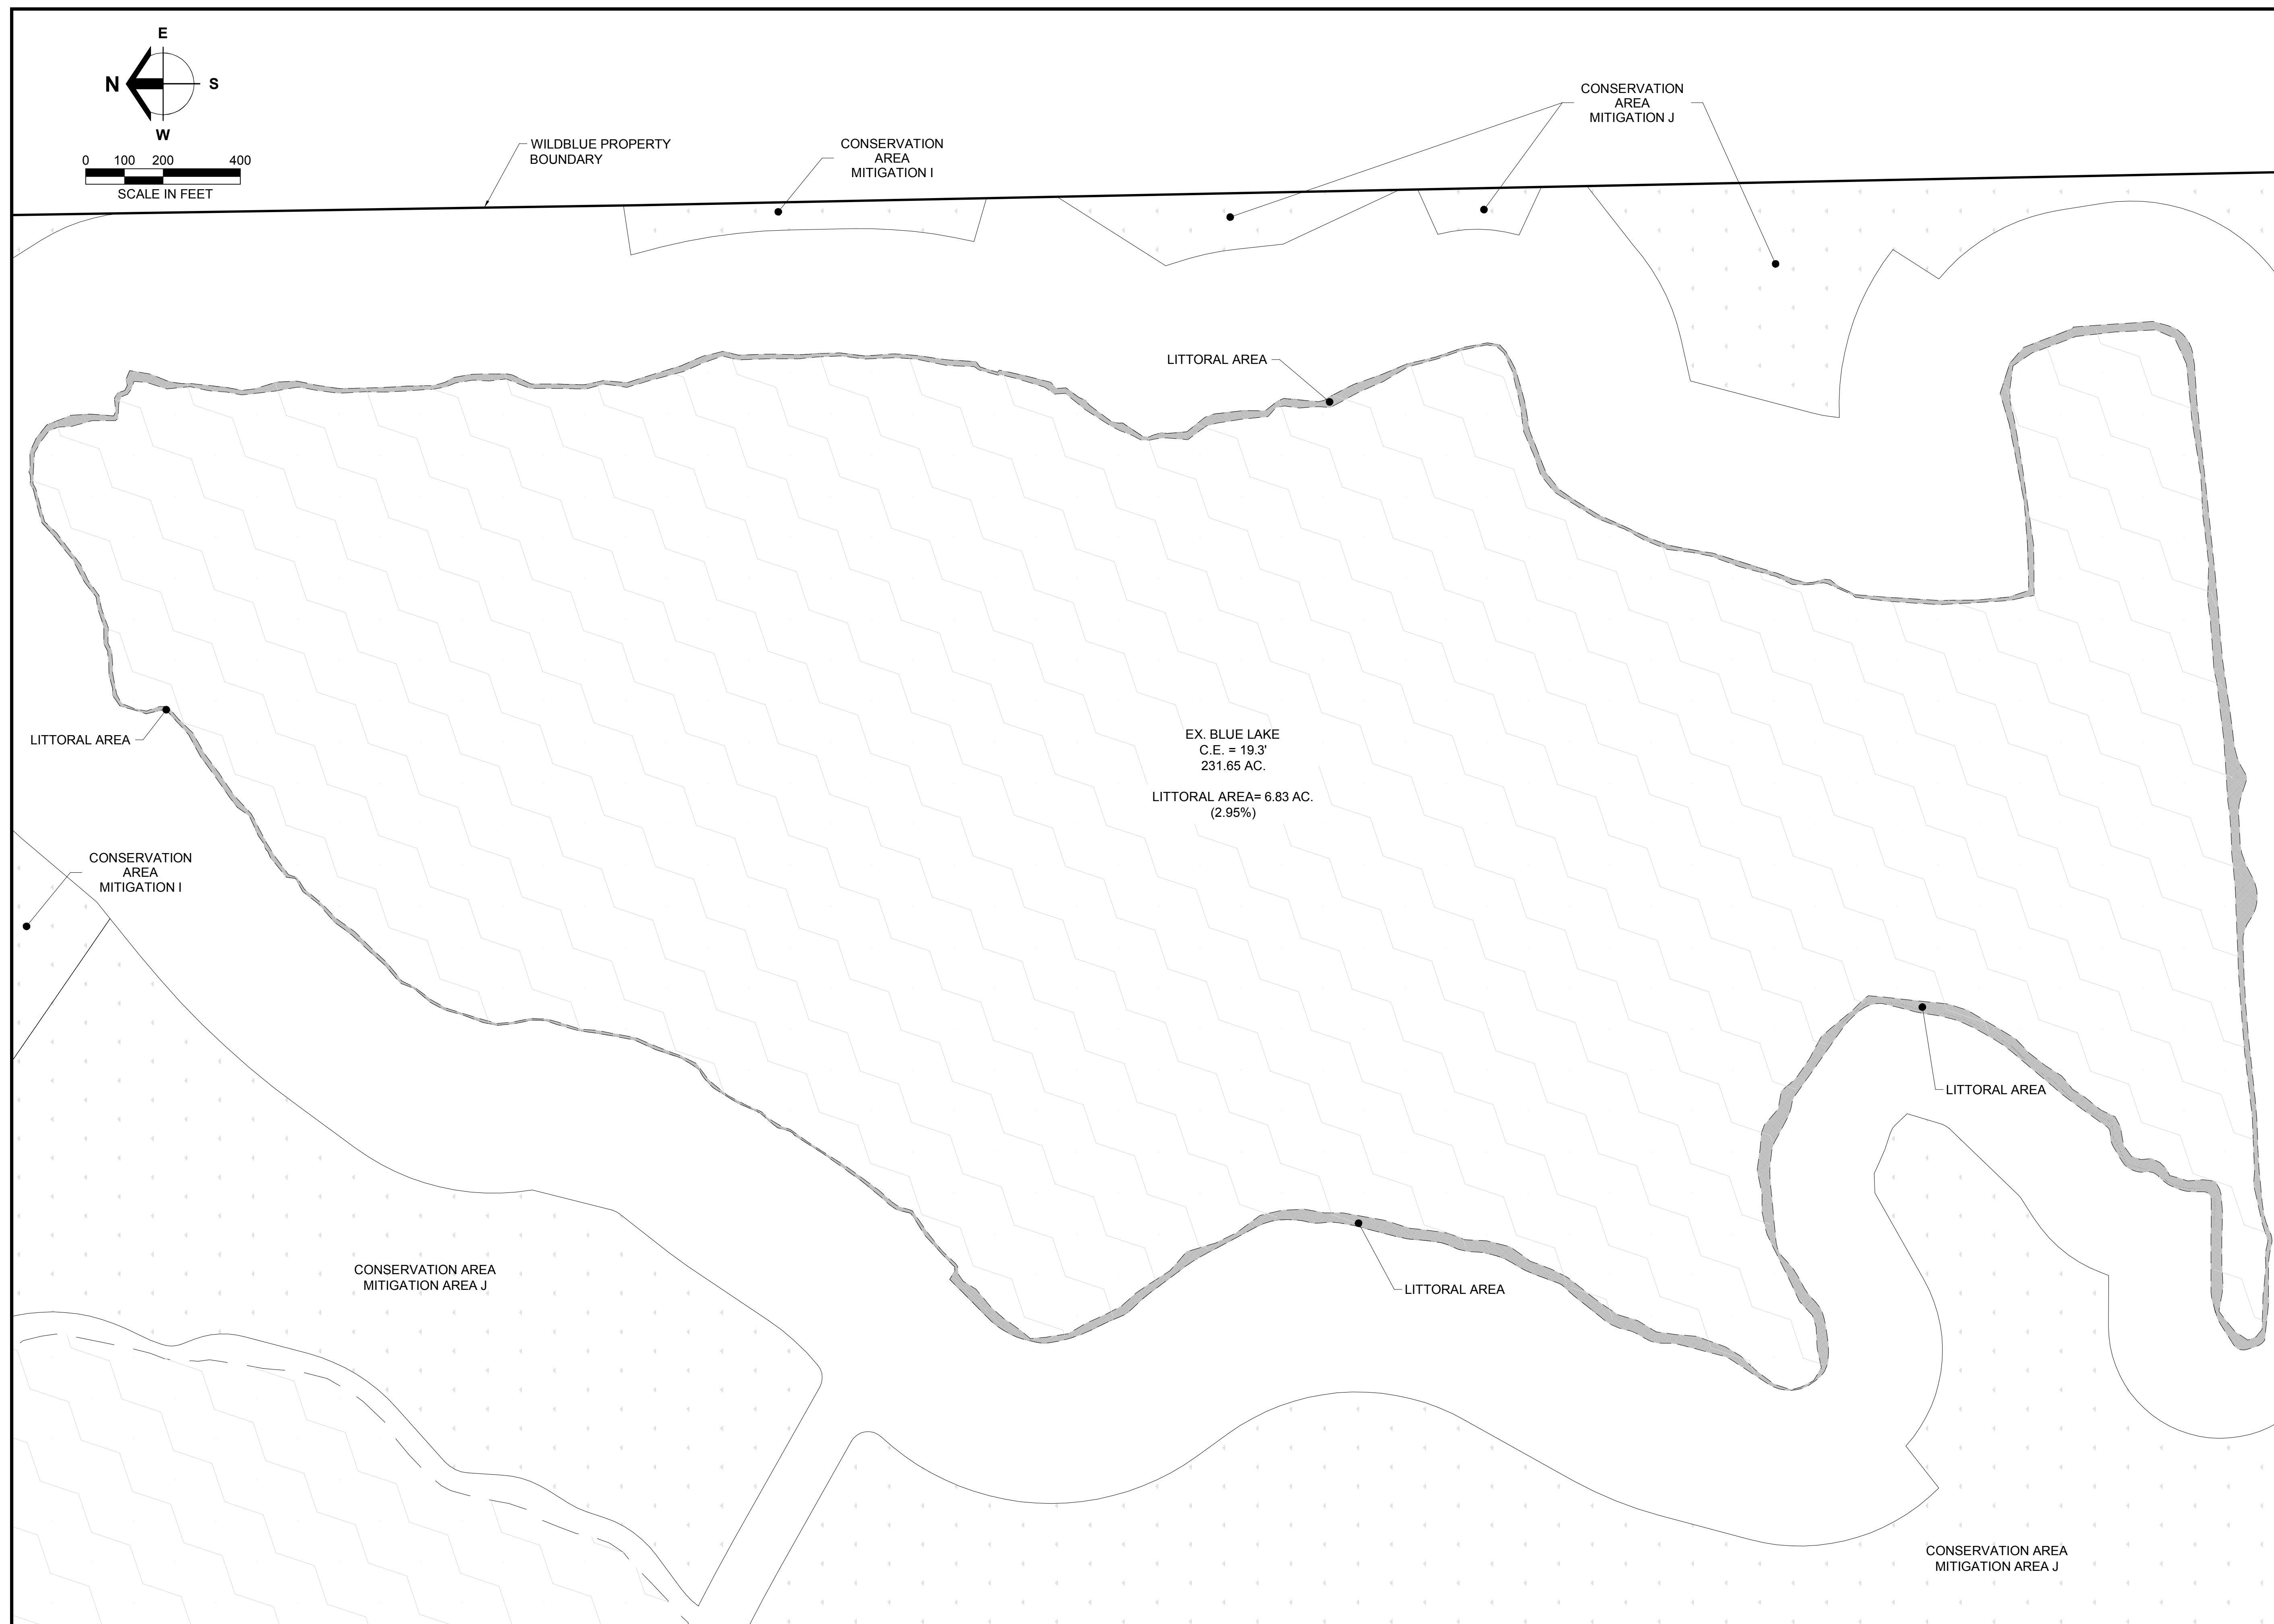 E
N
S
W
0 100 200 400
SCALE IN FEET
WILDBLUE PROPERTY
BOUNDARY
CONSERVATION
AREA
MITIGATION I
CONSERVATION
AREA
MITIGATION J
LITTORAL AREA
LITTORAL AREA
EX. BLUE LAKE
C.E. = 19.3'
231.65 AC.
LITTORAL AREA= 6.83 AC.
(2.95%)
CONSERVATION
AREA
MITIGATION I
LITTORAL AREA
CONSERVATION AREA
MITIGATION AREA J
LITTORAL AREA
CONSERVATION AREA
MITIGATION AREA J